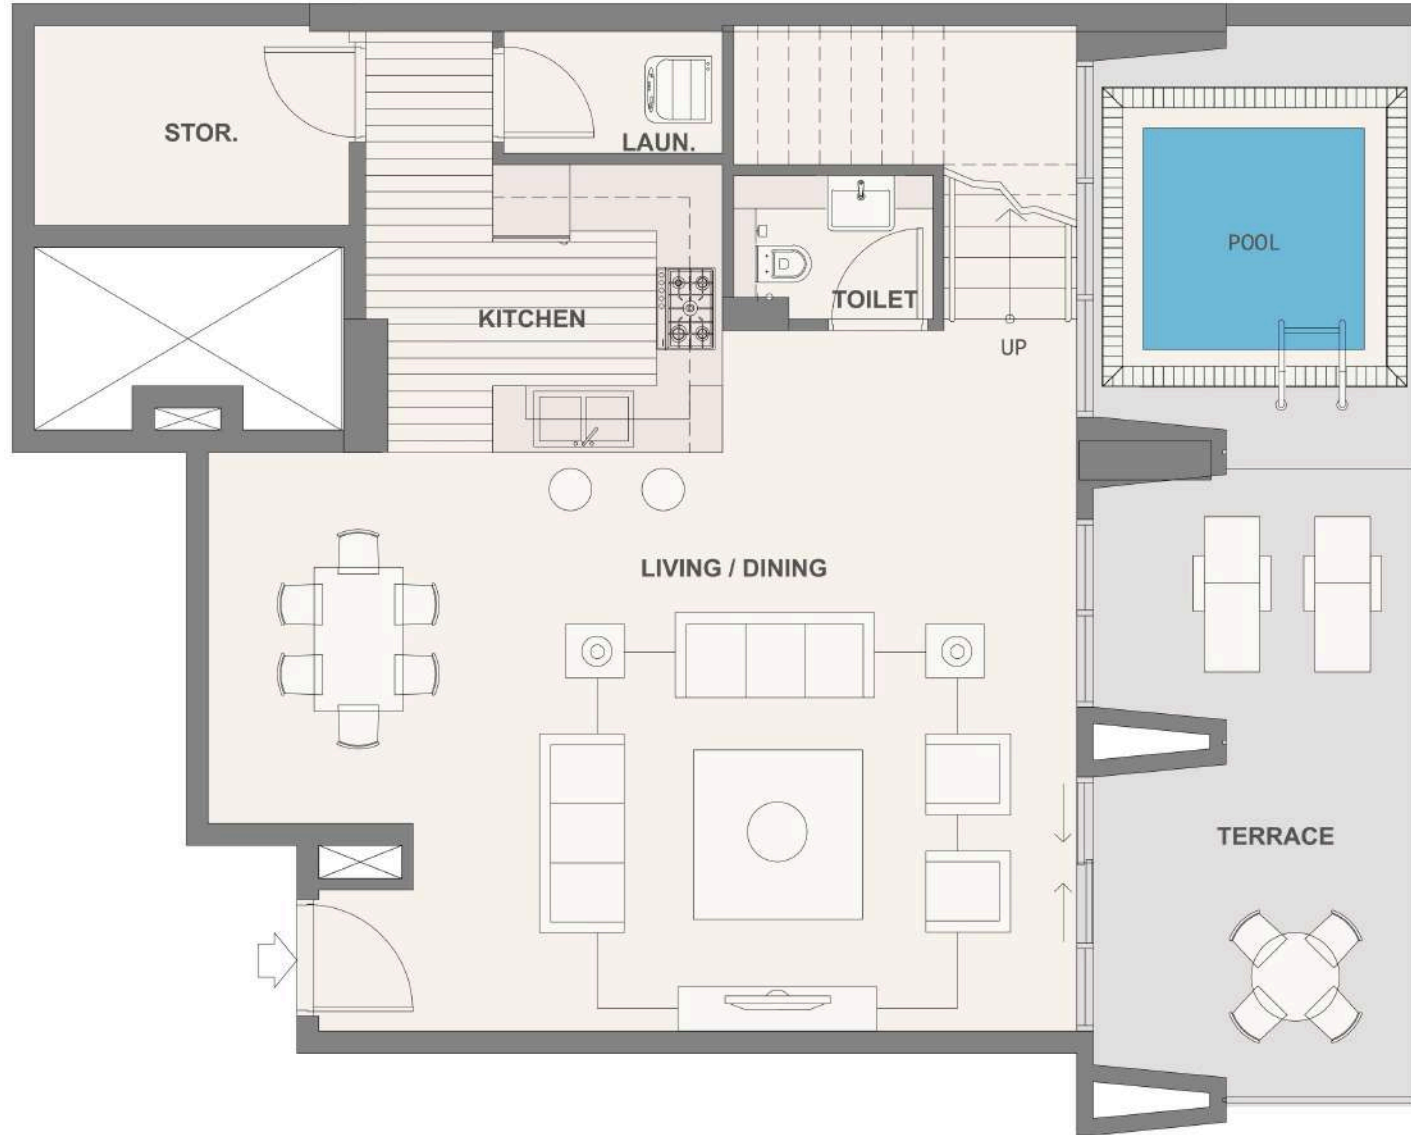 STOR.
LAUN.
POOL
TOILET
KITCHEN
UP
LIVING / DINING
TERRACE